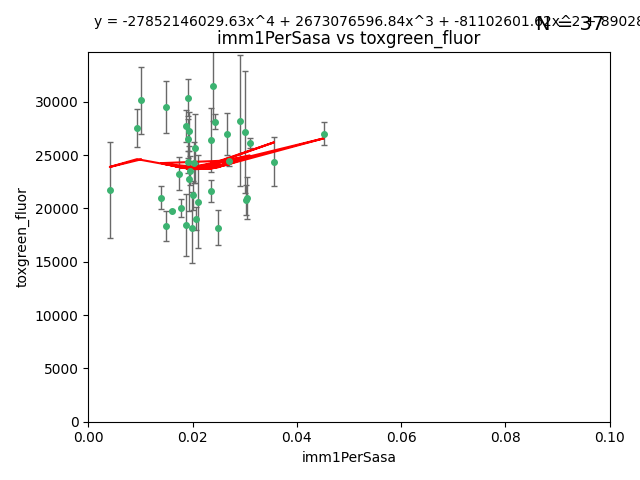 y = -27852146029.63x^4 + 2673076596.84x^3 + -81102601.62x^2 + 89028
N = 37
imm1PerSasa vs toxgreen_fluor
30000
25000
20000
15000
10000
5000
0
toxgreen_fluor
0.00 0.02 0.04 0.06 0.08 0.10
imm1PerSasa